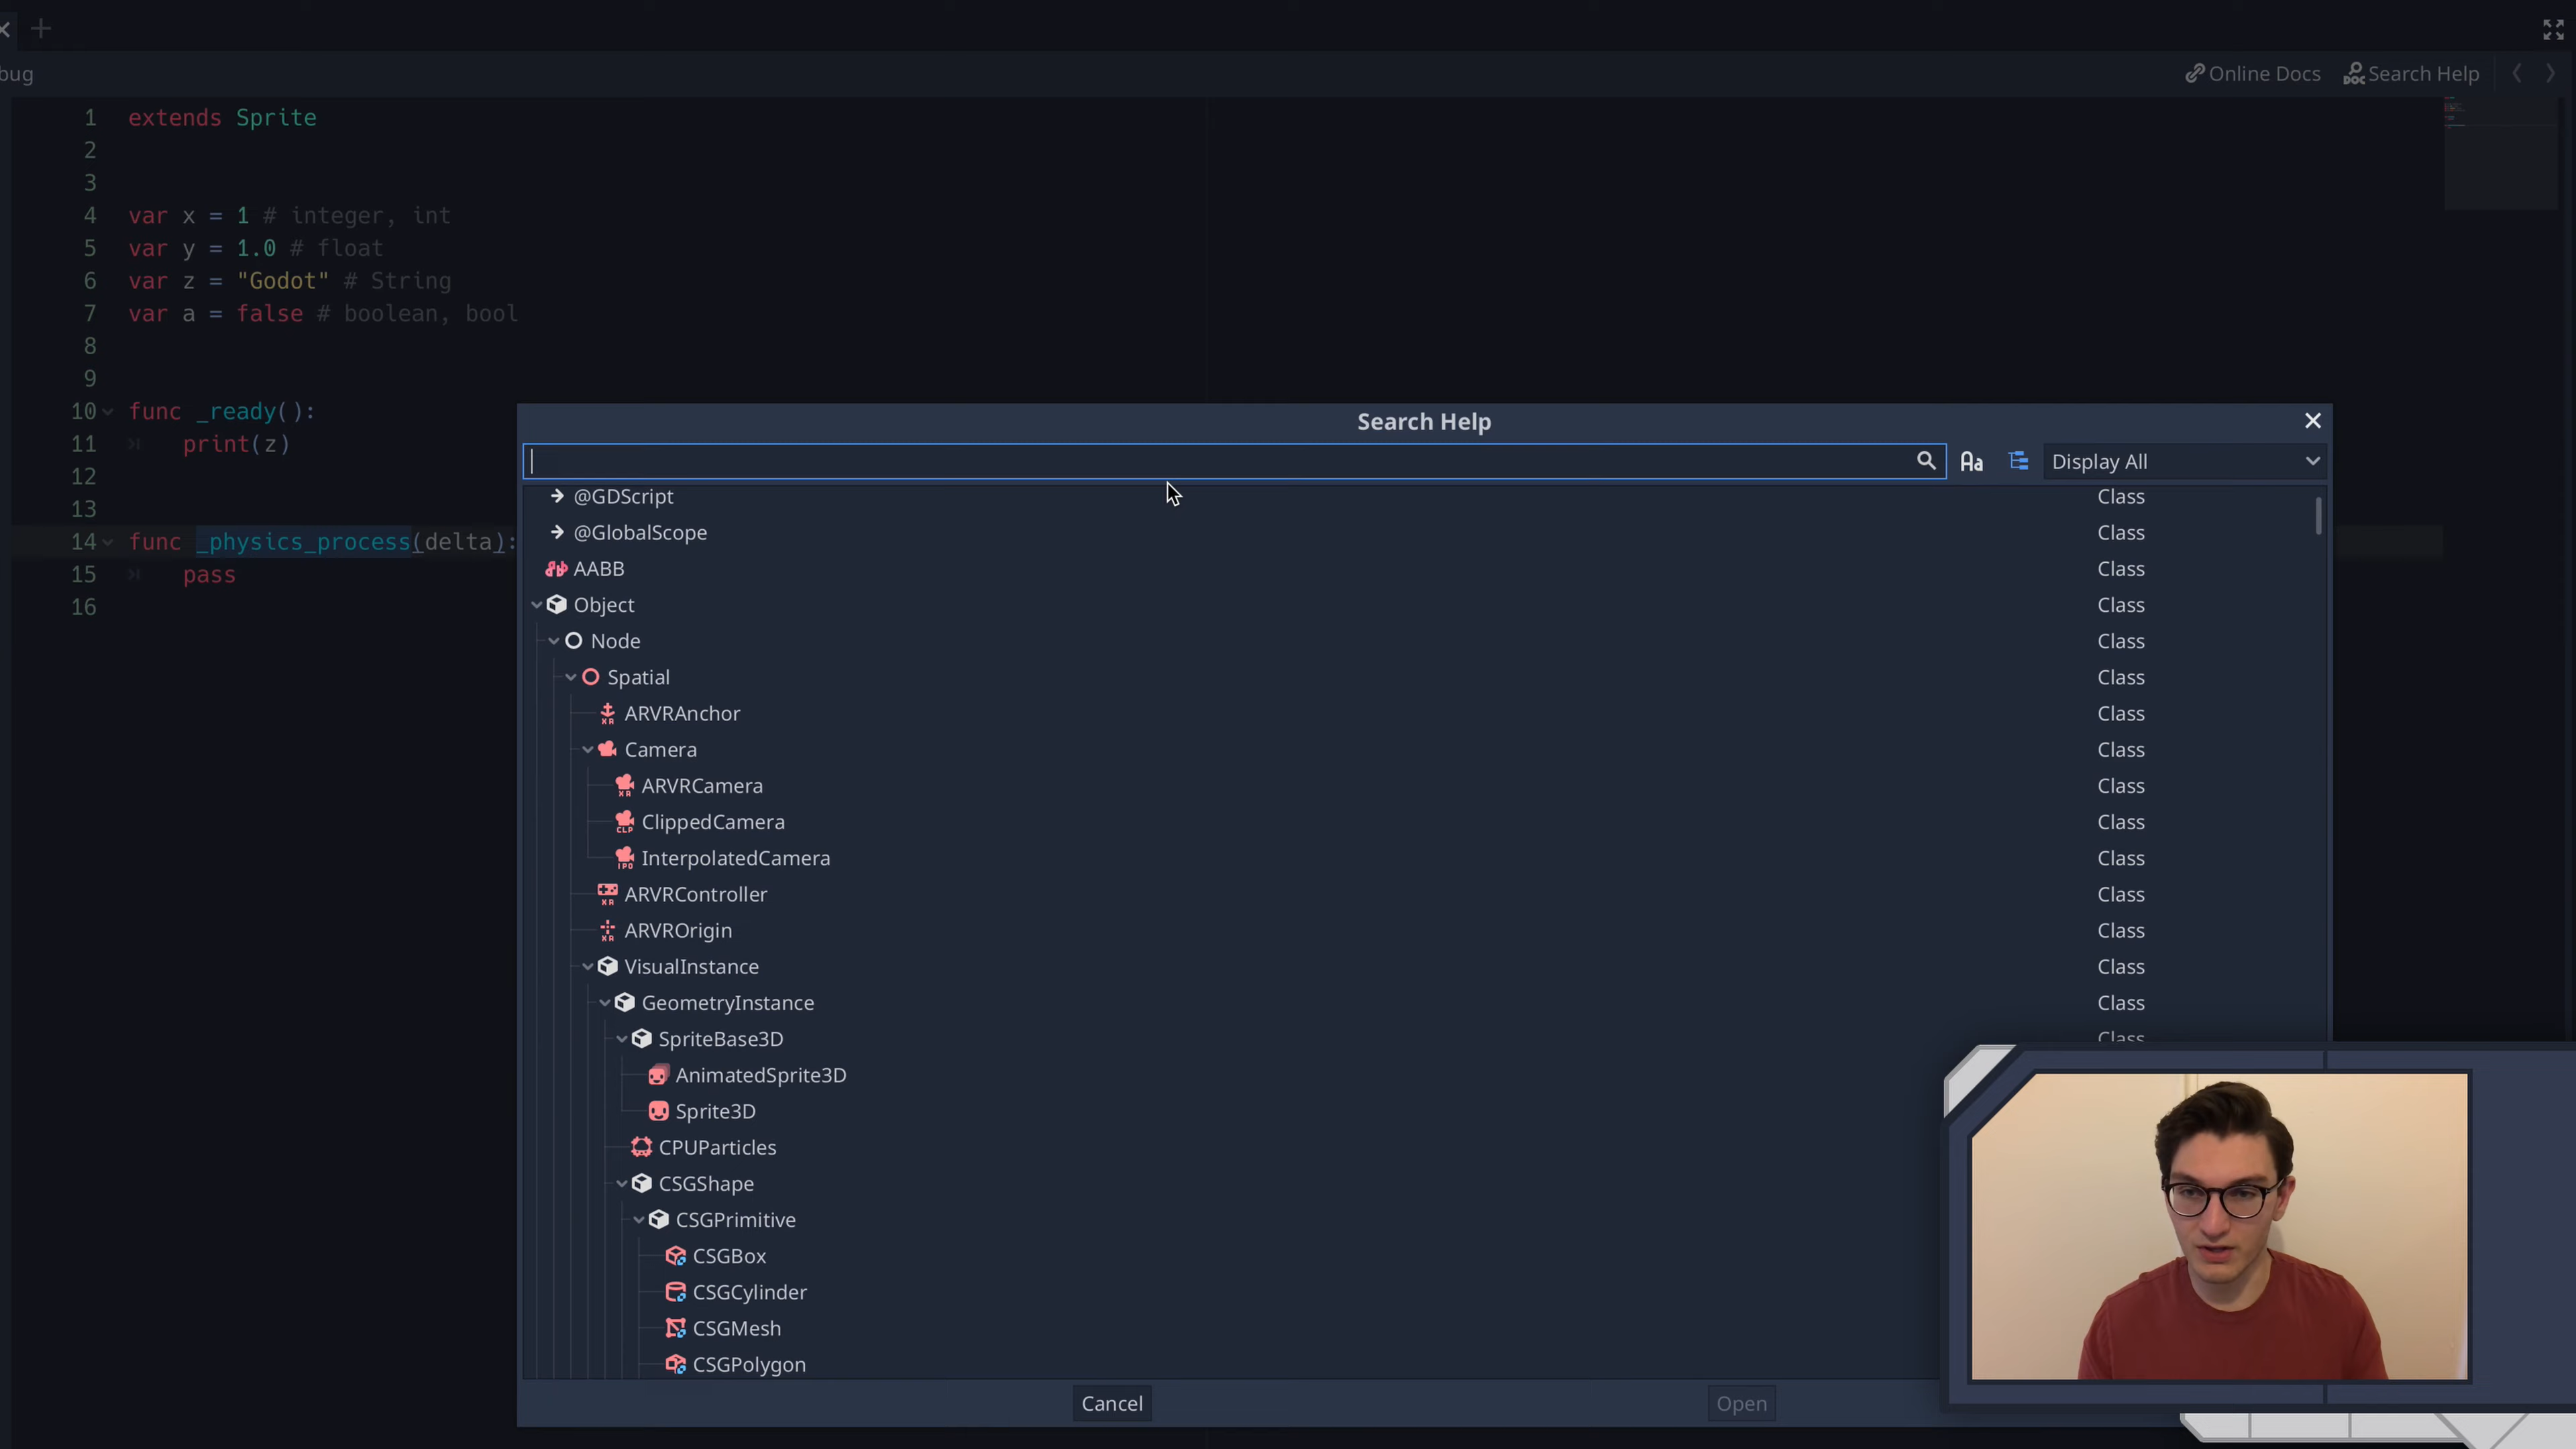 bug
Online Docs
Search Help
1 extends Sprite
2
3
4 var x = 1 # integer, int
5 var y = 1.0 # float
6 var z = "Godot" # String
7 var a = false # boolean, bool
8
9
10 func _ready():
11 print(z)
12
13
14 func _physics_process(delta):
15 pass
16
Search Help
Aa
Display All
@GDScript Class
@GlobalScope Class
AABB Class
Object Class
Node Class
Spatial Class
ARVRAnchor Class
Camera Class
ARVRCamera Class
ClippedCamera Class
InterpolatedCamera Class
ARVRController Class
ARVROrigin Class
VisualInstance Class
GeometryInstance Class
SpriteBase3D Class
AnimatedSprite3D
Sprite3D
CPUParticles
CSGShape
CSGPrimitive
CSGBox
CSGCylinder
CSGMesh
CSGPolygon
Cancel
Open